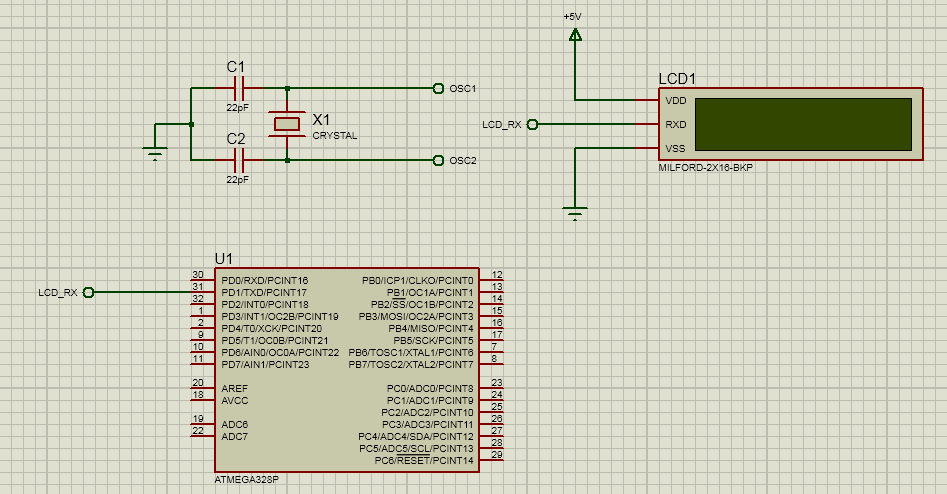 +5V
C1
22pF
OSC1
X1
CRYSTAL
C2
22pF
OSC2
LCD1
LCD_RX
VDD
RXD
VSS
MILFORD-2X16-BKP
U1
LCD_RX
30 PD0/RXD/PCINT16 PB0/ICP1/CLKO/PCINT0 12
31 PD1/TXD/PCINT17 PB1/OC1A/PCINT1 13
32 PD2/INT0/PCINT18 PB2/SS/OC1B/PCINT2 14
1 PD3/INT1/OC2B/PCINT19 PB3/MOSI/OC2A/PCINT3 15
2 PD4/T0/XCK/PCINT20 PB4/MISO/PCINT4 16
9 PD5/T1/OC0B/PCINT21 PB5/SCK/PCINT5 17
10 PD6/AIN0/OC0A/PCINT22 PB6/TOSC1/XTAL1/PCINT6 7
11 PD7/AIN1/PCINT23 PB7/TOSC2/XTAL2/PCINT7 8
20 AREF PC0/ADC0/PCINT8 23
18 AVCC PC1/ADC1/PCINT9 24
PC2/ADC2/PCINT10 25
19 ADC6 PC3/ADC3/PCINT11 26
22 ADC7 PC4/ADC4/SDA/PCINT12 27
PC5/ADC5/SCL/PCINT13 28
PC6/RESET/PCINT14 29
ATMEGA328P